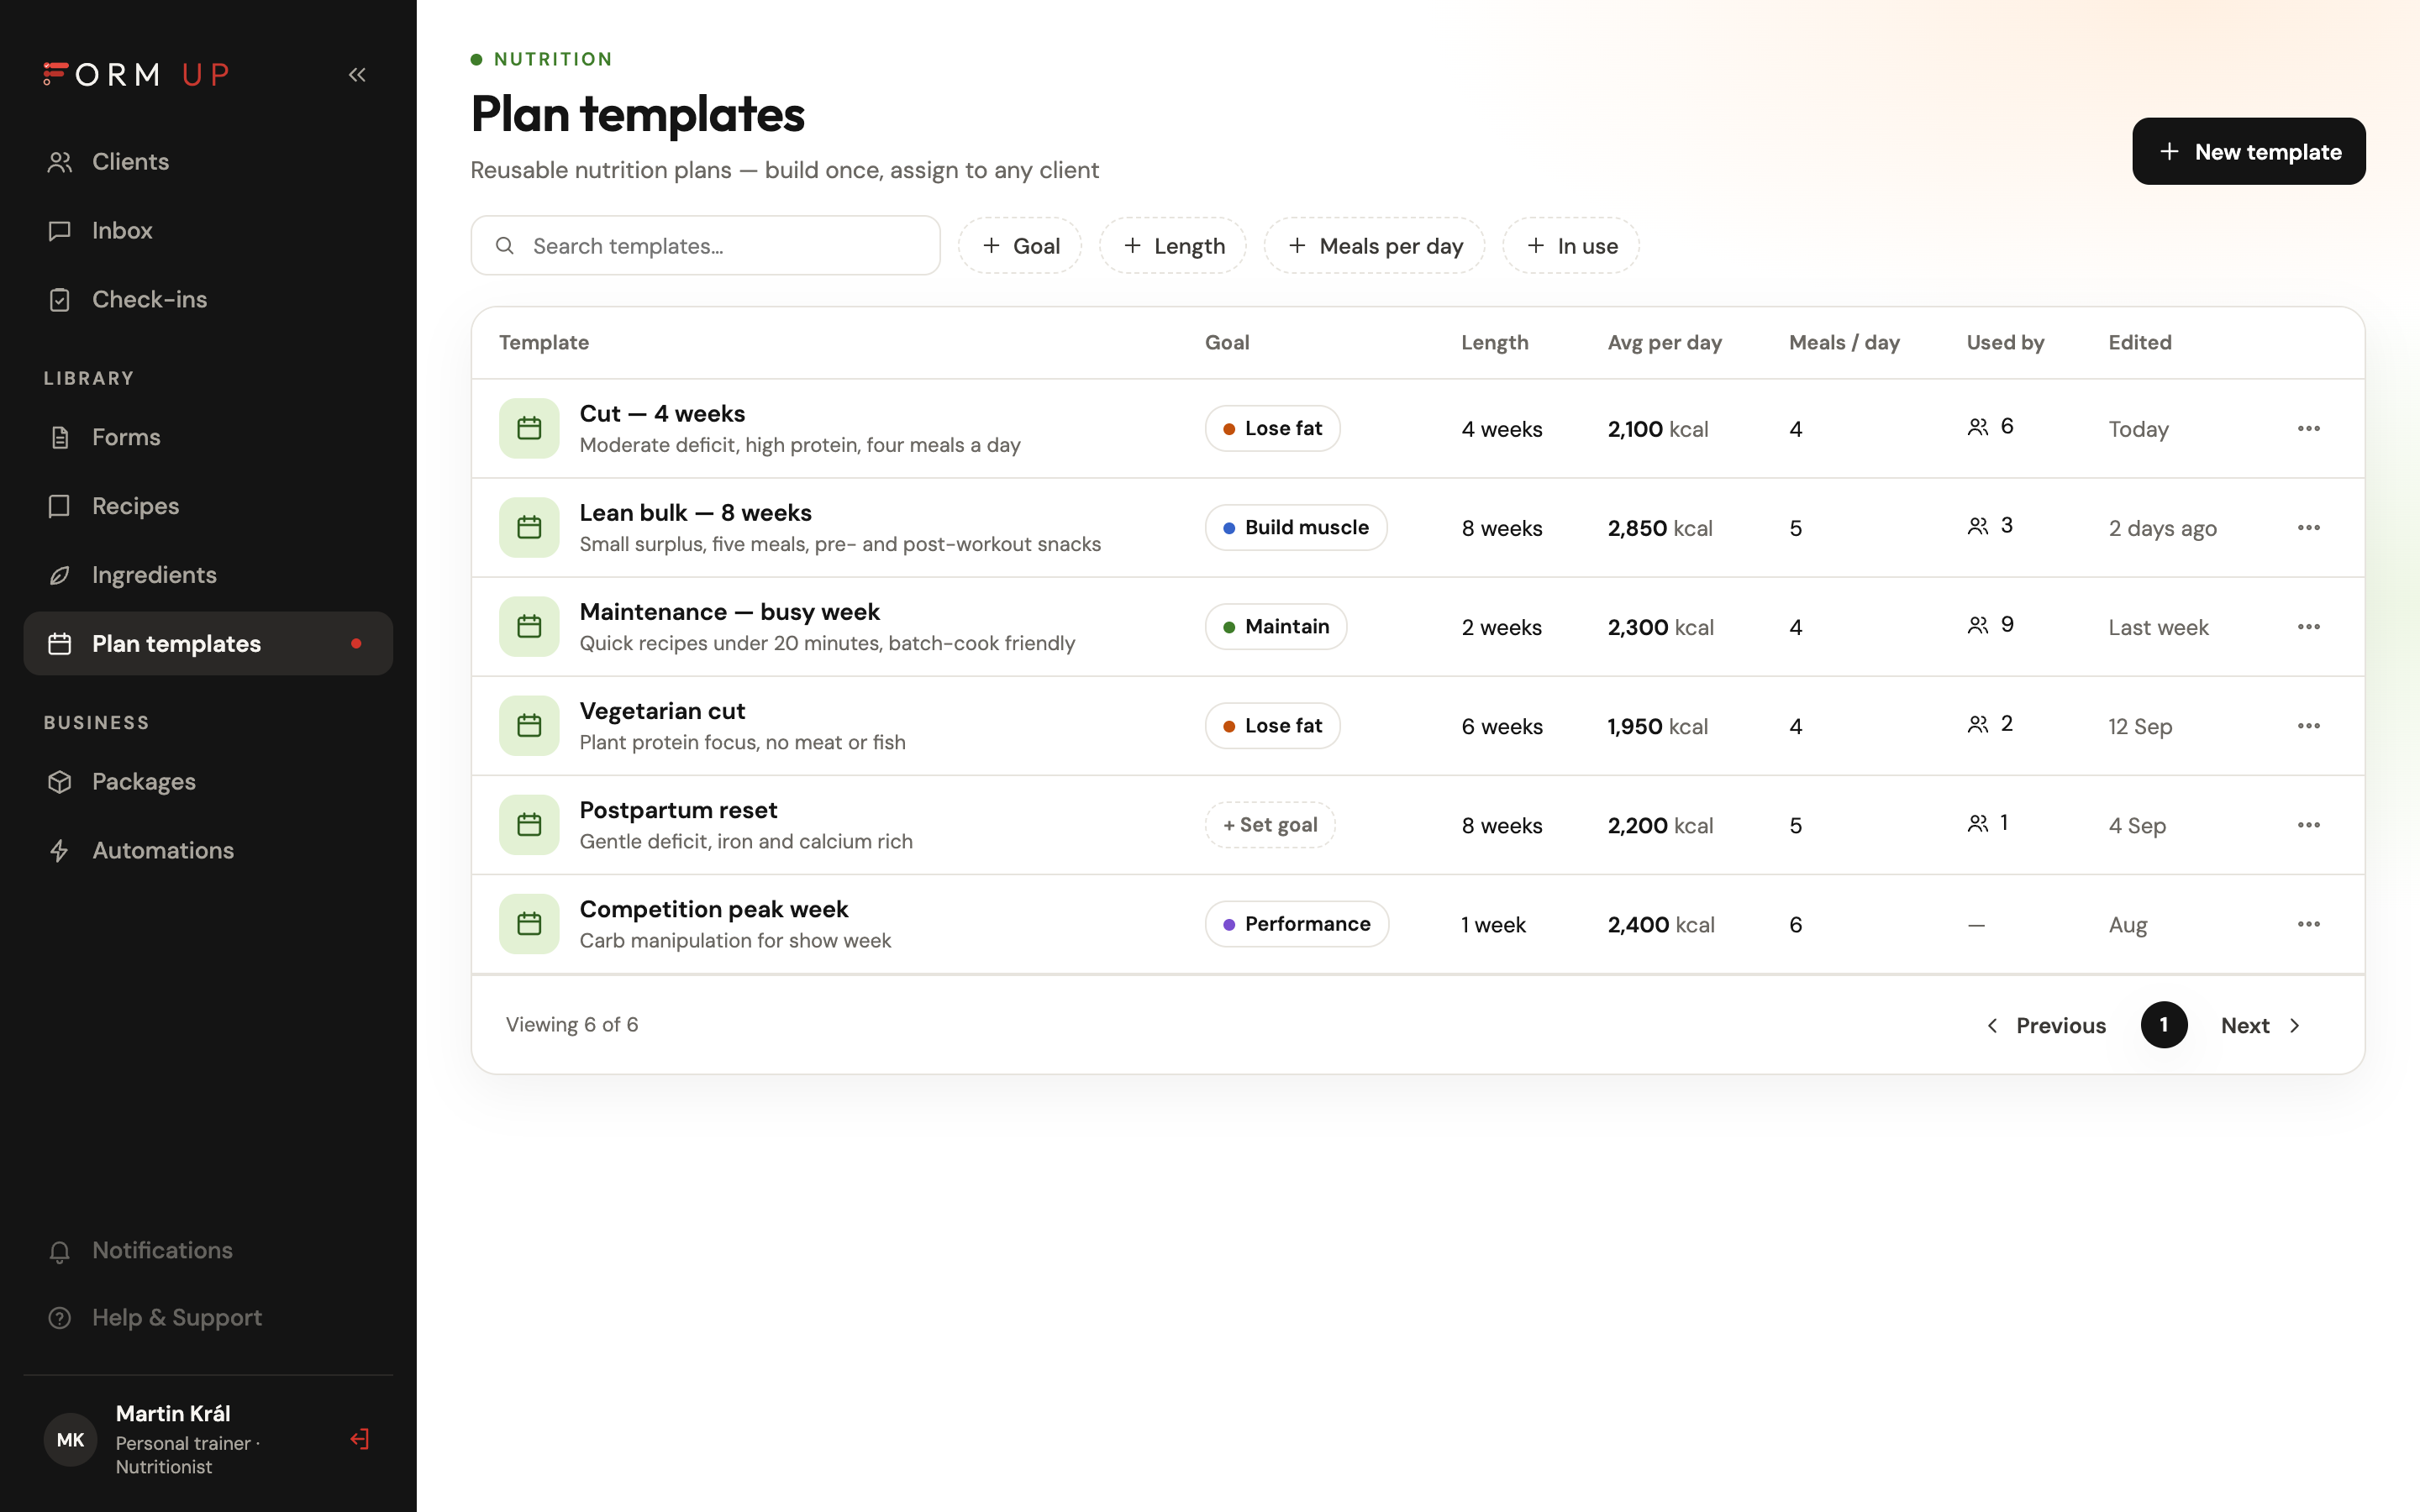 FORM UP
Clients
Inbox
Check-ins
LIBRARY
Forms
Recipes
Ingredients
Plan templates
BUSINESS
Packages
Automations
Notifications
Help & Support
MK
Martin Král
Personal trainer ·
Nutritionist
NUTRITION
Plan templates
Reusable nutrition plans — build once, assign to any client
+ New template
Search templates...
+ Goal + Length + Meals per day + In use
Template Goal Length Avg per day Meals / day Used by Edited
Cut — 4 weeks
Moderate deficit, high protein, four meals a day
Lose fat 4 weeks 2,100 kcal 4 6 Today
Lean bulk — 8 weeks
Small surplus, five meals, pre- and post-workout snacks
Build muscle 8 weeks 2,850 kcal 5 3 2 days ago
Maintenance — busy week
Quick recipes under 20 minutes, batch-cook friendly
Maintain 2 weeks 2,300 kcal 4 9 Last week
Vegetarian cut
Plant protein focus, no meat or fish
Lose fat 6 weeks 1,950 kcal 4 2 12 Sep
Postpartum reset
Gentle deficit, iron and calcium rich
+ Set goal 8 weeks 2,200 kcal 5 1 4 Sep
Competition peak week
Carb manipulation for show week
Performance 1 week 2,400 kcal 6 — Aug
Viewing 6 of 6
Previous 1 Next